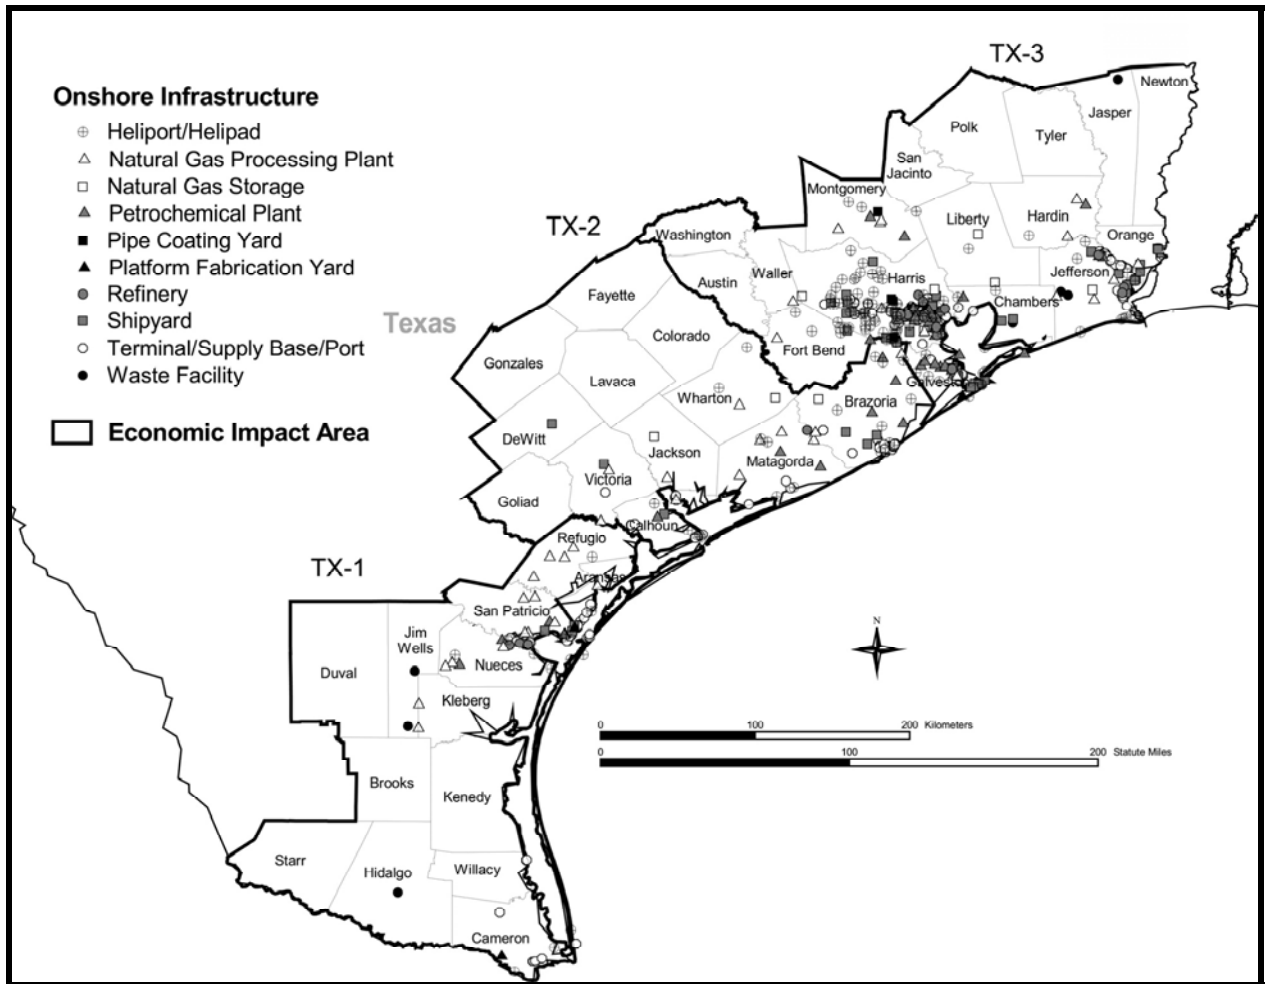 TX-3
Onshore Infrastructure
Heliport/Helipad
Natural Gas Processing Plant
Natural Gas Storage
Petrochemical Plant
Pipe Coating Yard
Platform Fabrication Yard
Refinery
Shipyard
Terminal/Supply Base/Port
Waste Facility
Economic Impact Area
Newton
Jasper
Polk
Tyler
San
Jacinto
Montgomery
Liberty
Hardin
Orange
TX-2
Washington
Waller
Austin
Harris
Jefferson
Chambers
Fayette
Texas
Colorado
Fort Bend
Gonzales
Lavaca
Galveston
Wharton
Brazoria
DeWitt
Jackson
Matagorda
Victoria
Goliad
Calhoun
Refugio
TX-1
Aransas
San Patricio
Jim
Wells
Nueces
Duval
Kleberg
N
0 100 200 Kilometers
0 100 200 Statute Miles
Brooks
Kenedy
Starr
Hidalgo
Willacy
Cameron